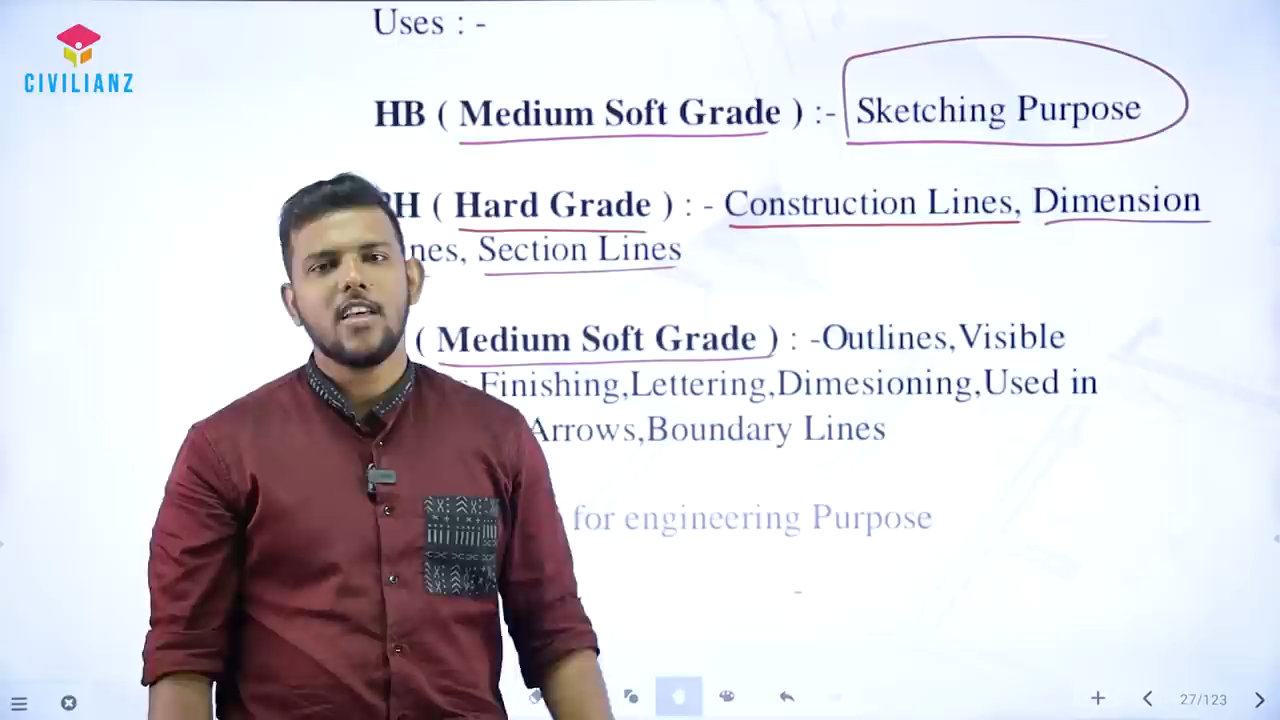 CIVILIANZ
Uses : -
HB ( Medium Soft Grade ) :- Sketching Purpose
H ( Hard Grade ) : - Construction Lines, Dimension
nes, Section Lines
( Medium Soft Grade ) : -Outlines,Visible
Finishing,Lettering,Dimesioning,Used in
Arrows,Boundary Lines
for engineering Purpose
27/123